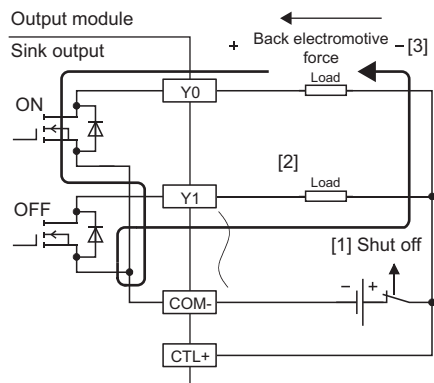 Output module
Sink output
+
Back electromotive
force
- [3]
Load
ON
Y0
[2]
Load
OFF
Y1
[1] Shut off
- +
COM-
CTL+